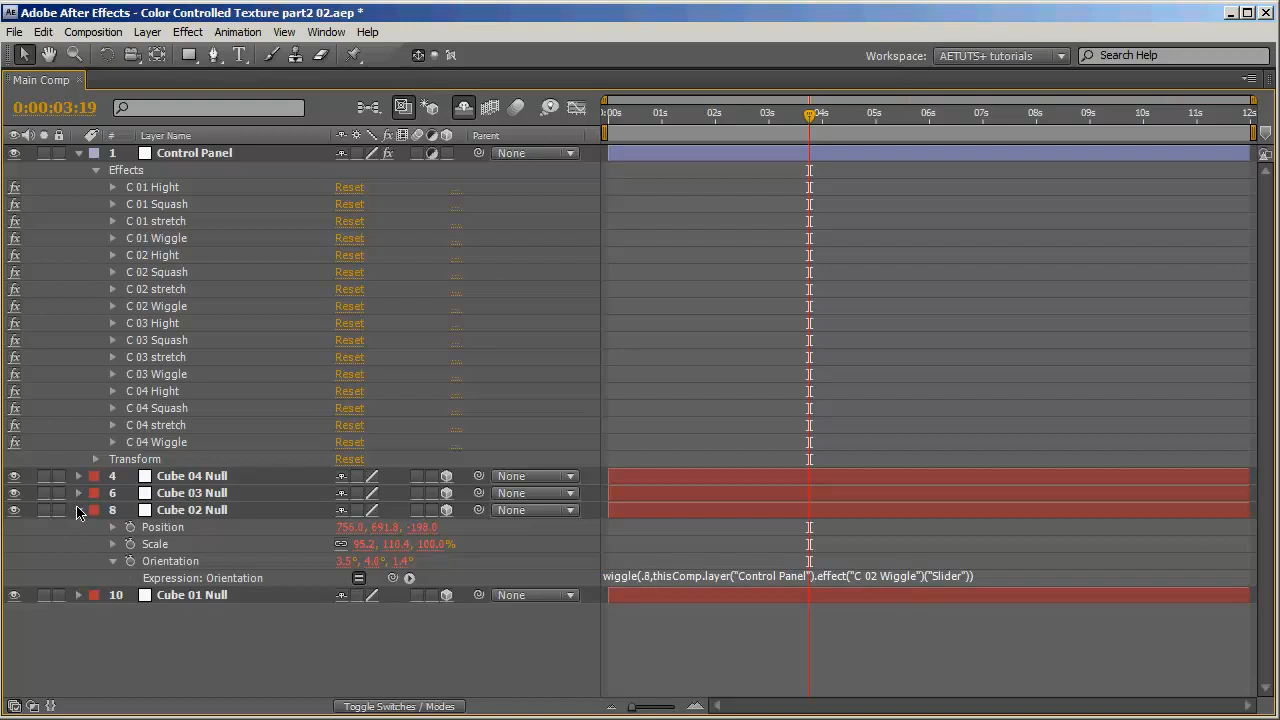 Adobe After Effects - Color Controlled Texture part2 02.aep *
File Edit Composition Layer Effect Animation View Window Help
Workspace: AETUTS+ tutorials Search Help
Main Comp
0:00:03:19
:00s 01s 02s 03s 04s 05s 06s 07s 08s 09s 10s 11s 12s
# Layer Name Parent
1 Control Panel None
Effects
C 01 Hight Reset ...
C 01 Squash Reset ...
C 01 stretch Reset ...
C 01 Wiggle Reset ...
C 02 Hight Reset ...
C 02 Squash Reset ...
C 02 stretch Reset ...
C 02 Wiggle Reset ...
C 03 Hight Reset ...
C 03 Squash Reset ...
C 03 stretch Reset ...
C 03 Wiggle Reset ...
C 04 Hight Reset ...
C 04 Squash Reset ...
C 04 stretch Reset ...
C 04 Wiggle Reset ...
Transform Reset
4 Cube 04 Null None
6 Cube 03 Null None
8 Cube 02 Null None
Position 756.0, 691.8, -198.0
Scale 95.2, 110.4, 100.0%
Orientation 3.5°, 4.0°, 1.4°
Expression: Orientation wiggle(.8,thisComp.layer("Control Panel").effect("C 02 Wiggle")("Slider"))
10 Cube 01 Null None
Toggle Switches / Modes